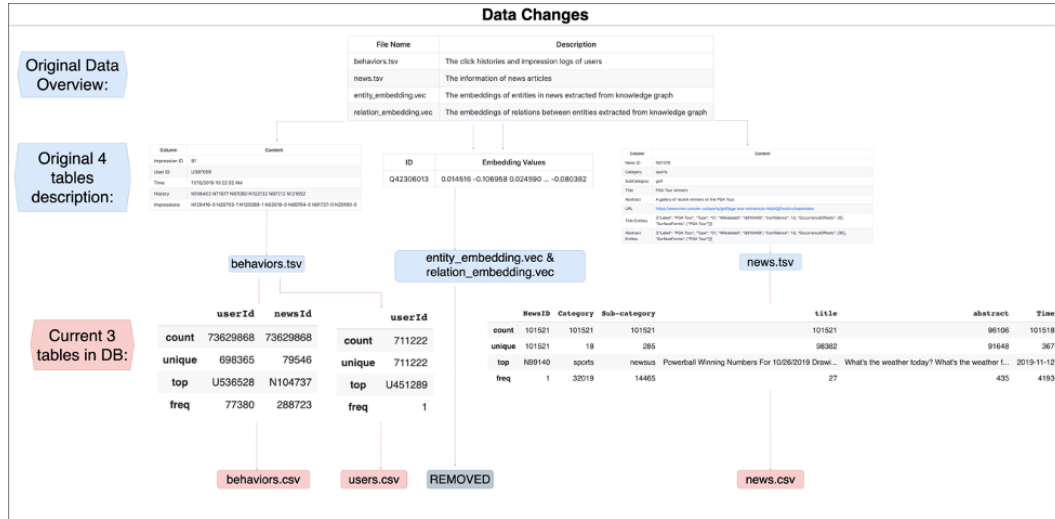 Data Changes
Original Data
Overview:
File Name Description
behaviors.tsv The click histories and impression logs of users
news.tsv The information of news articles
entity_embedding.vec The embeddings of entities in news extracted from knowledge graph
relation_embedding.vec The embeddings of relations between entities extracted from knowledge graph
Original 4
tables
description:
Column Content
Impression ID 91
User ID
Time 11/15/2019 10:22:32 AM
History
Impressions
ID Embedding Values
Q42306013 0.014516 -0.106958 0.024590 ... -0.080382
Column Content
News ID
Category sports
SubCategory golf
Title PGA Tour winners
Abstract A gallery of recent winners on the PGA Tour.
URL
Title Entities
Abstract
Entities
behaviors.tsv
entity_embedding.vec &
relation_embedding.vec
news.tsv
Current 3
tables in DB:
userId newsId
count 73629868 73629868
unique 698365 79546
top U536528 N104737
freq 77380 288723
userId
count 711222
unique 711222
top U451289
freq 1
NewsID Category Sub-category title abstract Time
count 101521 101521 101521 101521 96106 101518
unique 18 285 98382 91648 367
top N99140 sports newsus Powerball Winning Numbers For 10/26/2019 Drawi... What's the weather today? What's the weather f... 2019-11-12
freq 1 32019 14465 27 435 4193
behaviors.csv
users.csv
REMOVED
news.csv